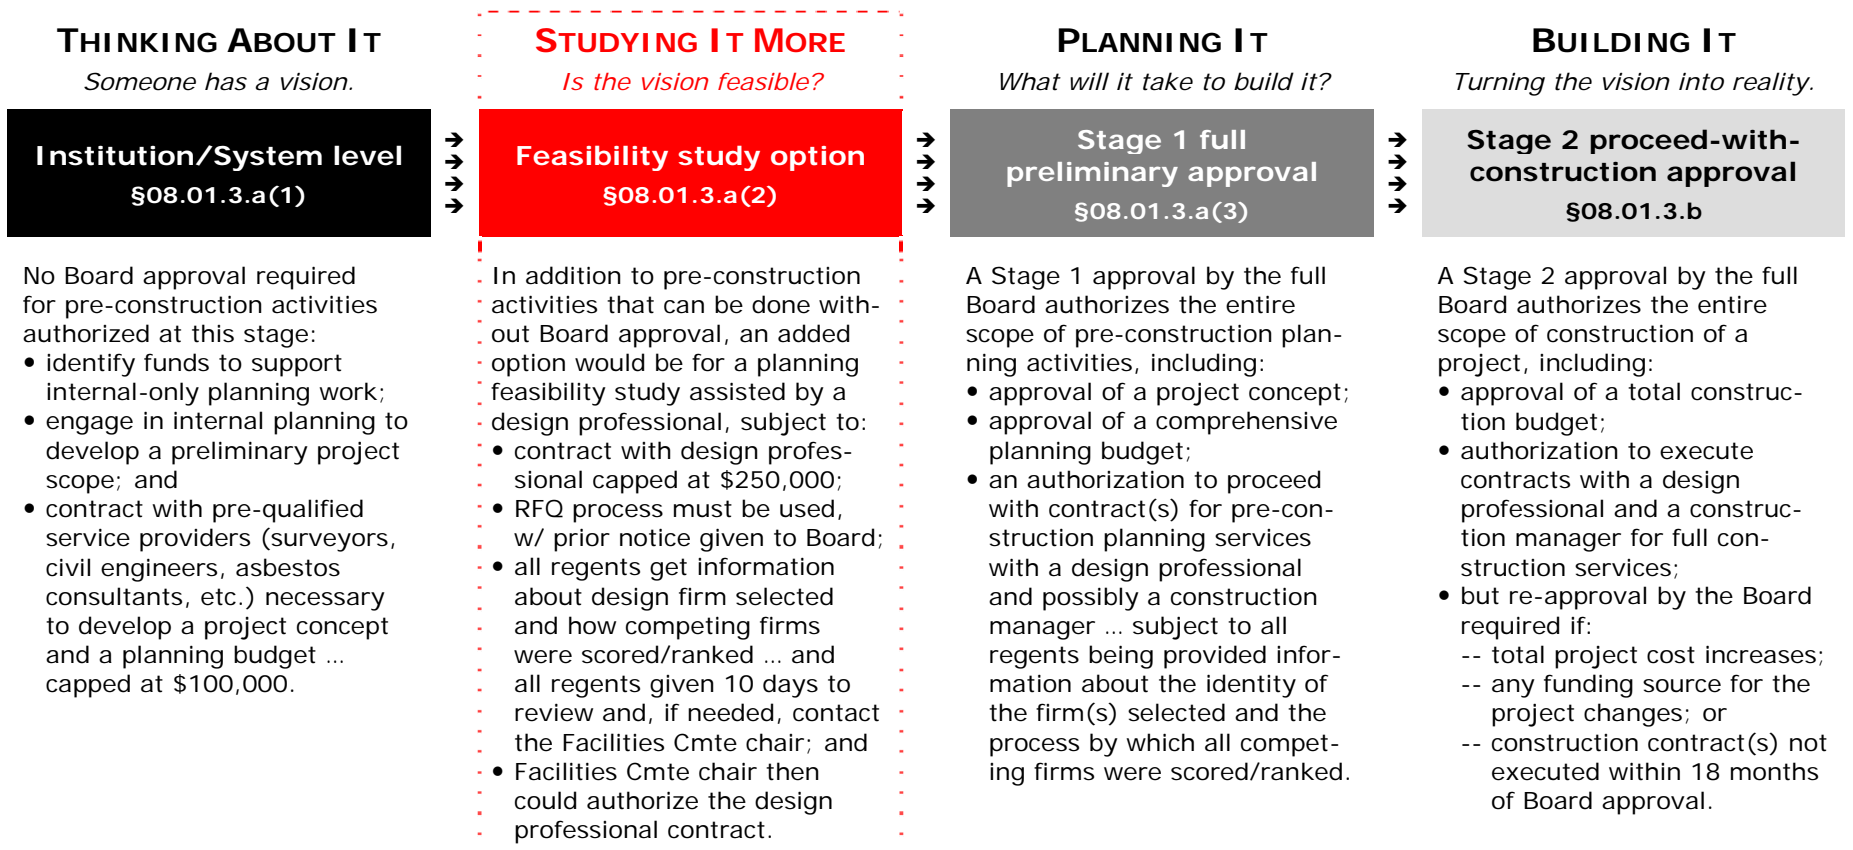 THINKING ABOUT IT
Someone has a vision.
Institution/System level
§08.01.3.a(1)
No Board approval required
for pre-construction activities
authorized at this stage:
• identify funds to support
internal-only planning work;
• engage in internal planning to
develop a preliminary project
scope; and
• contract with pre-qualified
service providers (surveyors,
civil engineers, asbestos
consultants, etc.) necessary
to develop a project concept
and a planning budget ...
capped at $100,000.
➔
➔
➔
➔
STUDYING IT MORE
Is the vision feasible?
Feasibility study option
§08.01.3.a(2)
In addition to pre-construction
activities that can be done with-
out Board approval, an added
option would be for a planning
feasibility study assisted by a
design professional, subject to:
• contract with design profes-
sional capped at $250,000;
• RFQ process must be used,
w/ prior notice given to Board;
• all regents get information
about design firm selected
and how competing firms
were scored/ranked ... and
all regents given 10 days to
review and, if needed, contact
the Facilities Cmte chair; and
• Facilities Cmte chair then
could authorize the design
professional contract.
➔
➔
➔
➔
PLANNING IT
What will it take to build it?
Stage 1 full
preliminary approval
§08.01.3.a(3)
A Stage 1 approval by the full
Board authorizes the entire
scope of pre-construction plan-
ning activities, including:
• approval of a project concept;
• approval of a comprehensive
planning budget;
• an authorization to proceed
with contract(s) for pre-con-
struction planning services
with a design professional
and possibly a construction
manager ... subject to all
regents being provided infor-
mation about the identity of
the firm(s) selected and the
process by which all compet-
ing firms were scored/ranked.
➔
➔
➔
➔
BUILDING IT
Turning the vision into reality.
Stage 2 proceed-with-
construction approval
§08.01.3.b
A Stage 2 approval by the full
Board authorizes the entire
scope of construction of a
project, including:
• approval of a total construc-
tion budget;
• authorization to execute
contracts with a design
professional and a construc-
tion manager for full con-
struction services;
• but re-approval by the Board
required if:
-- total project cost increases;
-- any funding source for the
project changes; or
-- construction contract(s) not
executed within 18 months
of Board approval.